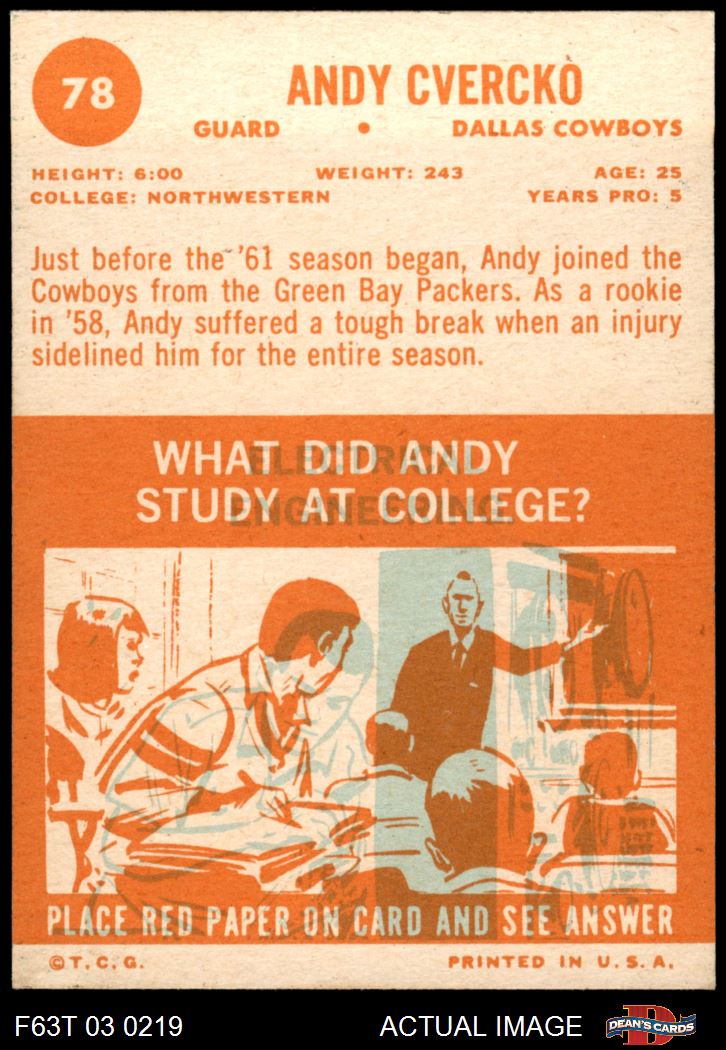 78
ANDY CVERCKO
GUARD • DALLAS COWBOYS
HEIGHT: 6:00 WEIGHT: 243 AGE: 25
COLLEGE: NORTHWESTERN YEARS PRO: 5
Just before the '61 season began, Andy joined the
Cowboys from the Green Bay Packers. As a rookie
in '58, Andy suffered a tough break when an injury
sidelined him for the entire season.
WHAT DID ANDY
STUDY AT COLLEGE?
ELECTRICAL
ENGINEERING
PLACE RED PAPER ON CARD AND SEE ANSWER
©T.C.G. PRINTED IN U.S.A.
F63T 03 0219 ACTUAL IMAGE
D
DEAN'S CARDS